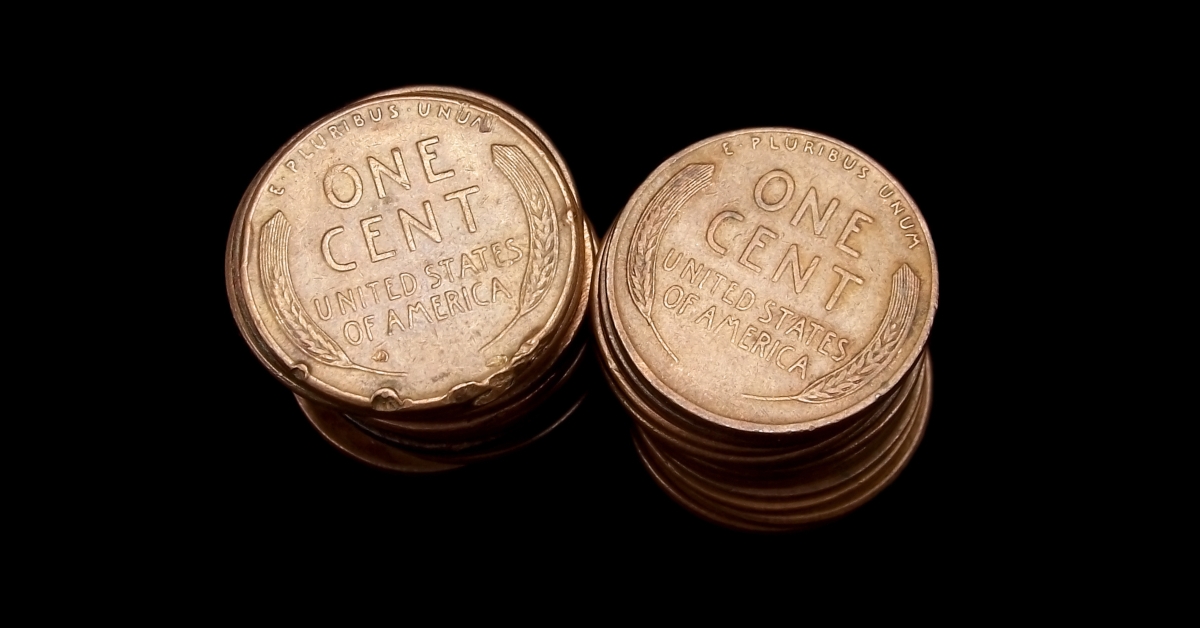 E · PLURIBUS · UNUM
ONE
CENT
UNITED STATES
OF AMERICA
E · PLURIBUS UNUM
ONE
CENT
UNITED STATES
OF AMERICA